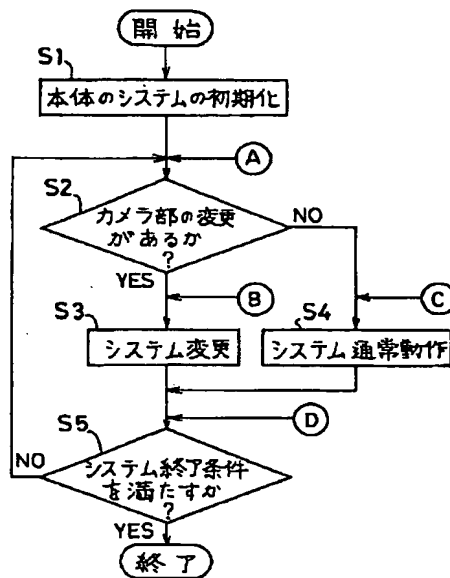 開始
S1
本体のシステムの初期化
A
S2
カメラ部の変更
があるか
?
NO
YES
B
C
S3
システム変更
S4
システム通常動作
D
S5
システム終了条件
を満たすか
?
NO
YES
終了